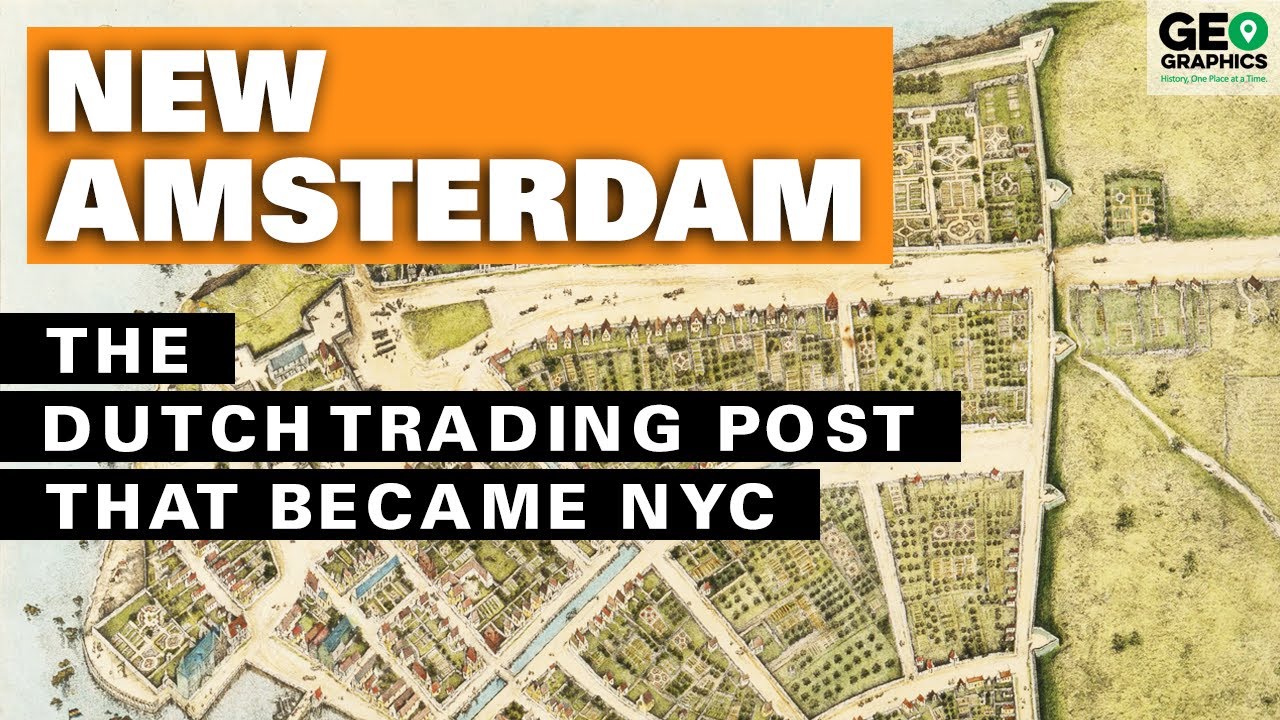 NEW
AMSTERDAM
THE
DUTCH TRADING POST
THAT BECAME NYC
GEO
GRAPHICS
History, One Place at a Time.